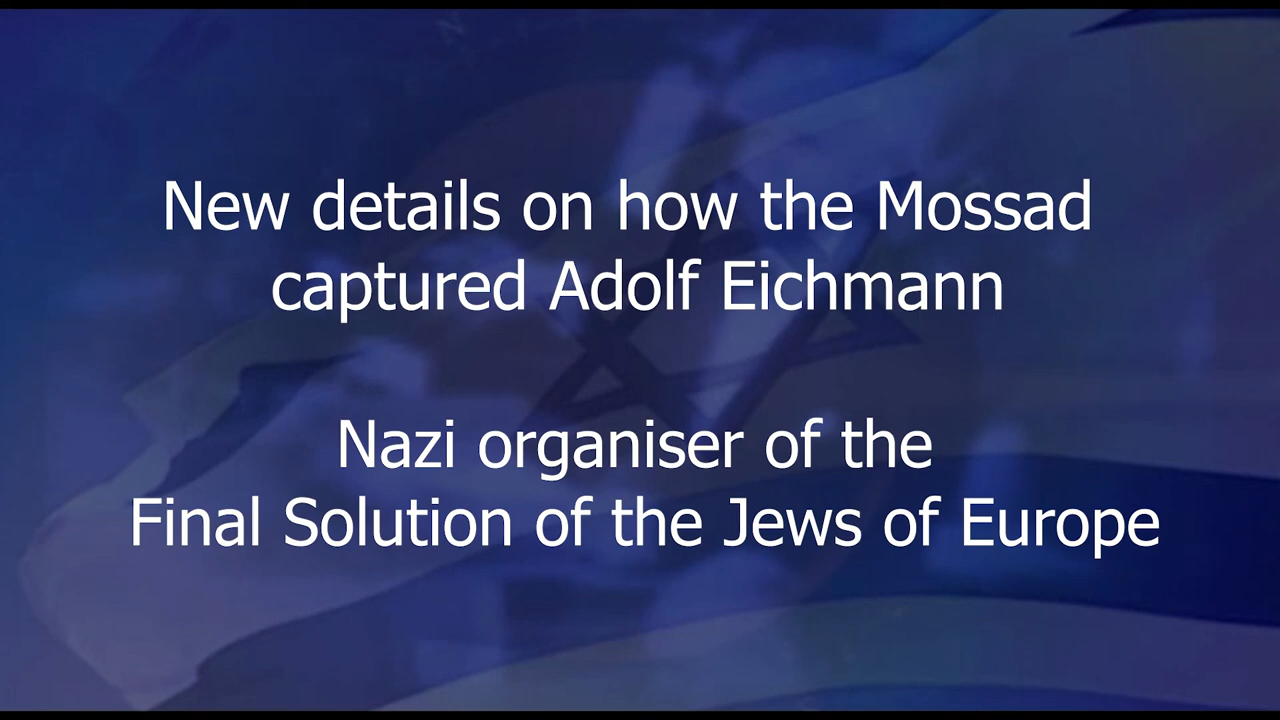 New details on how the Mossad
captured Adolf Eichmann
Nazi organiser of the
Final Solution of the Jews of Europe